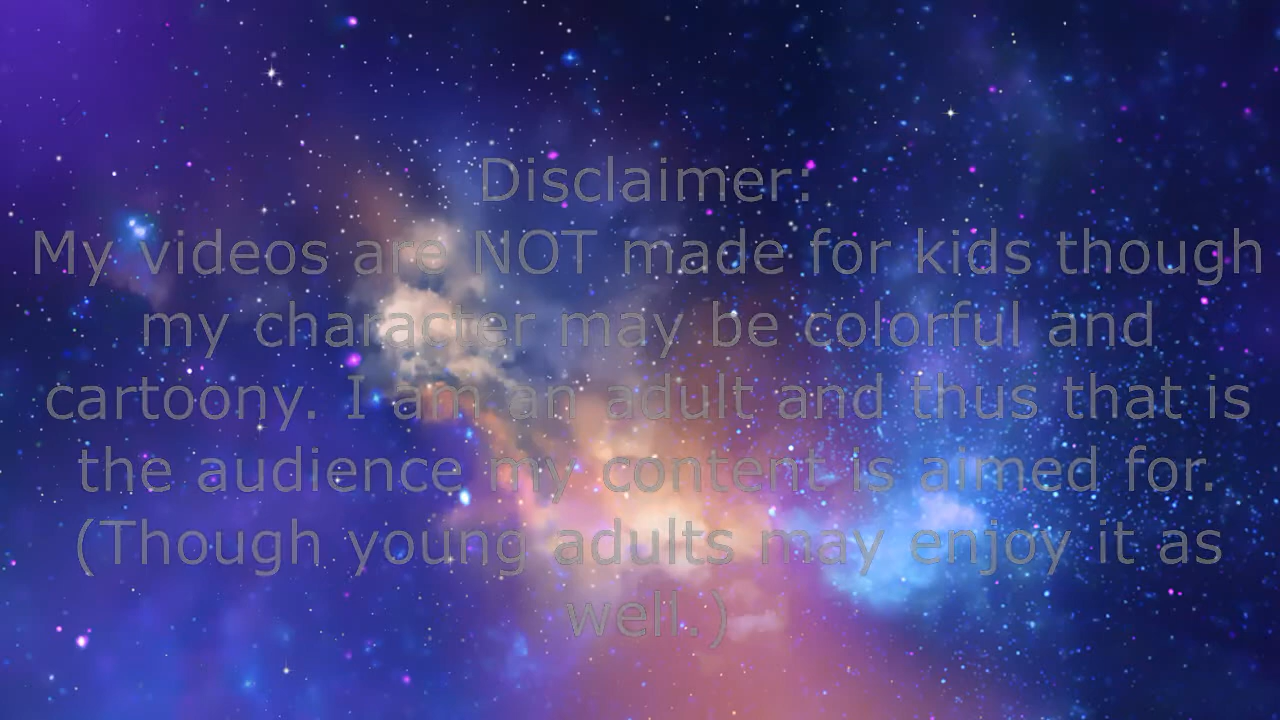 Disclaimer:
My videos are NOT made for kids though
my character may be colorful and
cartoony. I am an adult and thus that is
the audience my content is aimed for.
(Though young adults may enjoy it as
well.)